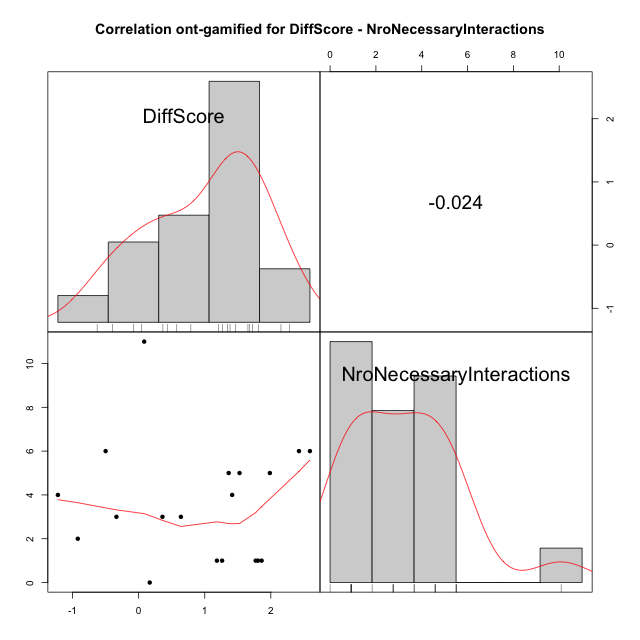 Correlation ont-gamified for DiffScore - NroNecessaryInteractions
0 2 4 6 8 10
DiffScore
-0.024
2
1
0
-1
NroNecessaryInteractions
10
8
6
4
2
0
-1 0 1 2